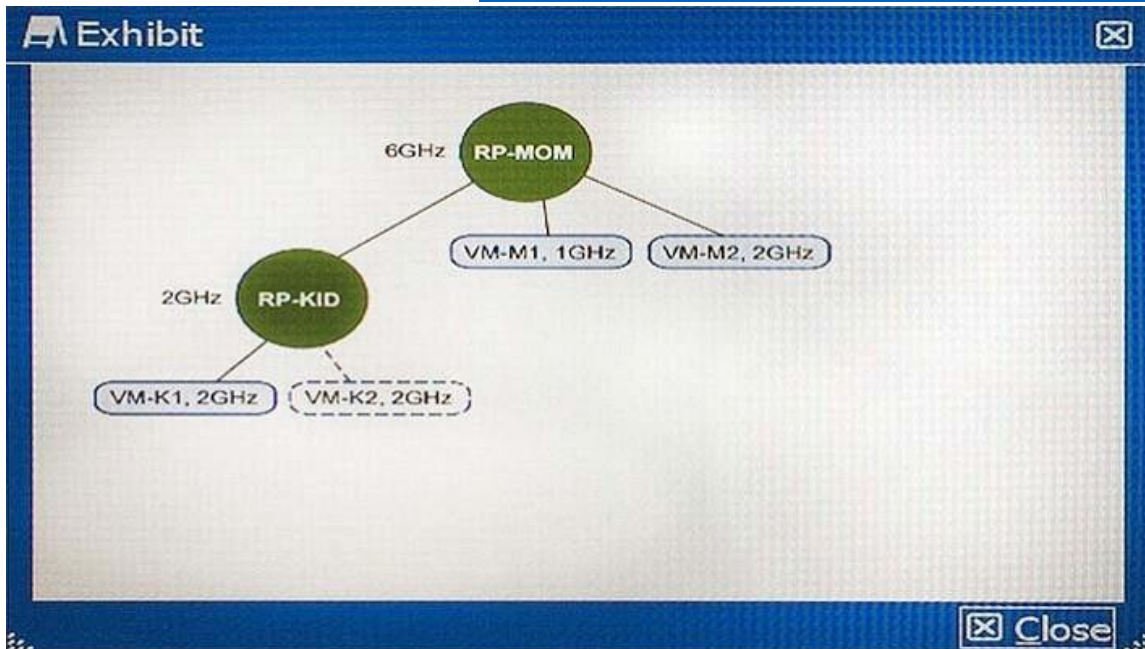 Exhibit
6GHz RP-MOM
VM-M1, 1GHz VM-M2, 2GHz
2GHz RP-KID
VM-K1, 2GHz VM-K2, 2GHz
Close